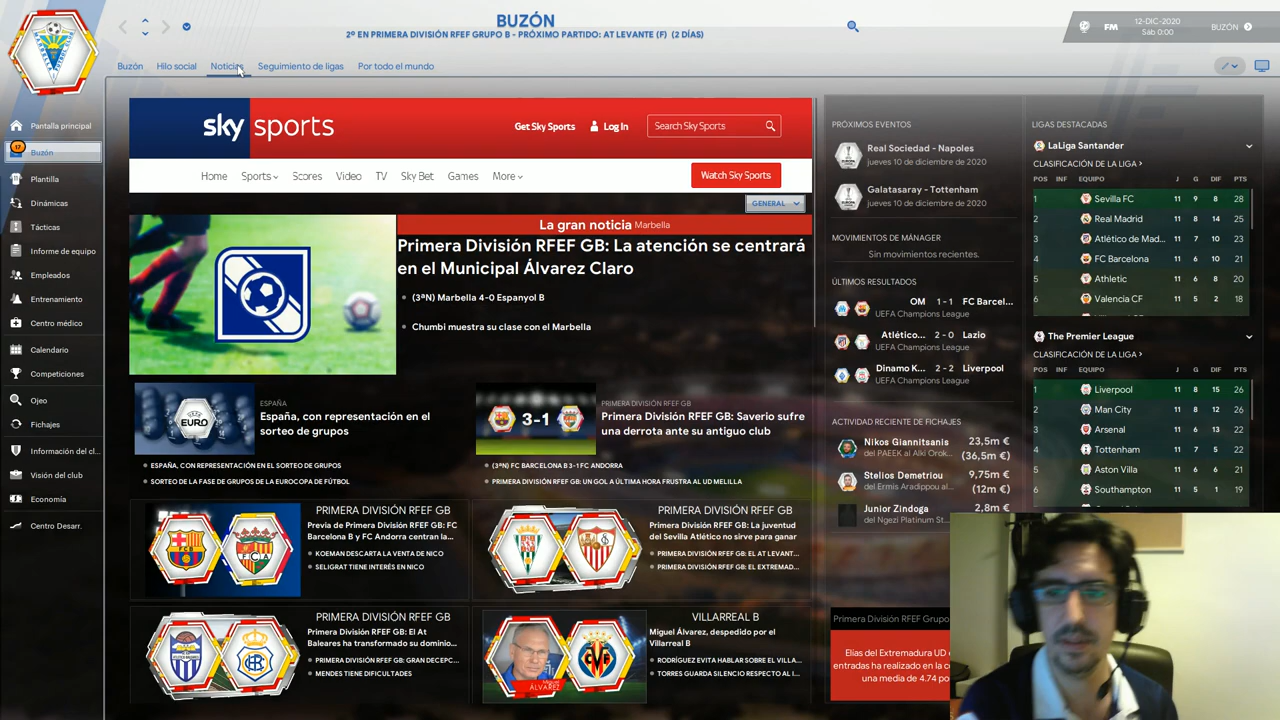 BUZÓN
2º EN PRIMERA DIVISIÓN RFEF GRUPO B - PRÓXIMO PARTIDO: AT LEVANTE (F) (2 DÍAS)
FM
12-DIC-2020
Sáb 0:00
BUZÓN
Buzón
Hilo social
Noticias
Seguimiento de ligas
Por todo el mundo
Pantalla principal
17
Buzón
Plantilla
Dinámicas
Tácticas
Informe de equipo
Empleados
Entrenamiento
Centro médico
Calendario
Competiciones
Ojeo
Fichajes
Información del cl...
Visión del club
Economía
Centro Desarr.
sky sports
Get Sky Sports
Log In
Search Sky Sports
Home
Sports
Scores
Video
TV
Sky Bet
Games
More
Watch Sky Sports
GENERAL
La gran noticia Marbella
Primera División RFEF GB: La atención se centrará
en el Municipal Álvarez Claro
(3ªN) Marbella 4-0 Espanyol B
Chumbi muestra su clase con el Marbella
EURO
ESPAÑA
España, con representación en el
sorteo de grupos
ESPAÑA, CON REPRESENTACIÓN EN EL SORTEO DE GRUPOS
SORTEO DE LA FASE DE GRUPOS DE LA EUROCOPA DE FÚTBOL
3-1
PRIMERA DIVISIÓN RFEF GB
Primera División RFEF GB: Saverio sufre
una derrota ante su antiguo club
(3ªN) FC BARCELONA B 3-1 FC ANDORRA
PRIMERA DIVISIÓN RFEF GB: UN GOL A ÚLTIMA HORA FRUSTRA AL UD MELILLA
PRIMERA DIVISIÓN RFEF GB
Previa de Primera División RFEF GB: FC
Barcelona B y FC Andorra centran la...
KOEMAN DESCARTA LA VENTA DE NICO
SELIGRAT TIENE INTERÉS EN NICO
PRIMERA DIVISIÓN RFEF GB
Primera División RFEF GB: La juventud
del Sevilla Atlético no sirve para ganar
PRIMERA DIVISIÓN RFEF GB: EL AT LEVANT...
PRIMERA DIVISIÓN RFEF GB: EL EXTREMAD...
PRIMERA DIVISIÓN RFEF GB
Primera División RFEF GB: El At
Baleares ha transformado su dominio...
PRIMERA DIVISIÓN RFEF GB: GRAN DECEPC...
MENDES TIENE DIFICULTADES
ÁLVAREZ
VILLARREAL B
Miguel Álvarez, despedido por el
Villarreal B
RODRÍGUEZ EVITA HABLAR SOBRE EL VILLA...
TORRES GUARDA SILENCIO RESPECTO AL I...
PRÓXIMOS EVENTOS
Real Sociedad - Napoles
jueves 10 de diciembre de 2020
Galatasaray - Tottenham
jueves 10 de diciembre de 2020
MOVIMIENTOS DE MÁNAGER
Sin movimientos recientes.
ÚLTIMOS RESULTADOS
OM 1 - 1 FC Barcel...
UEFA Champions League
Atlético... 2 - 0 Lazio
UEFA Champions League
Dinamo K... 2 - 2 Liverpool
UEFA Champions League
ACTIVIDAD RECIENTE DE FICHAJES
Nikos Giannitsanis 23,5m €
del PAEEK al Alki Orok... (36,5m €)
Stelios Demetriou 9,75m €
del Ermis Aradippou al... (12m €)
Junior Zindoga 2,8m €
del Ngezi Platinum St...
Primera División RFEF Grupo
Elías del Extremadura UD
entradas ha realizado en la
una media de 4.74 po
LIGAS DESTACADAS
LaLiga Santander
CLASIFICACIÓN DE LA LIGA
POS INF EQUIPO J G DIF PTS
1 Sevilla FC 11 9 8 28
2 Real Madrid 11 8 14 25
3 Atlético de Mad... 11 7 10 23
4 FC Barcelona 11 6 10 21
5 Athletic 11 6 8 20
6 Valencia CF 11 5 2 18
The Premier League
CLASIFICACIÓN DE LA LIGA
POS INF EQUIPO J G DIF PTS
1 Liverpool 11 8 15 26
2 Man City 11 8 12 26
3 Arsenal 11 6 13 22
4 Tottenham 11 7 5 22
5 Aston Villa 11 6 6 21
6 Southampton 11 5 1 19